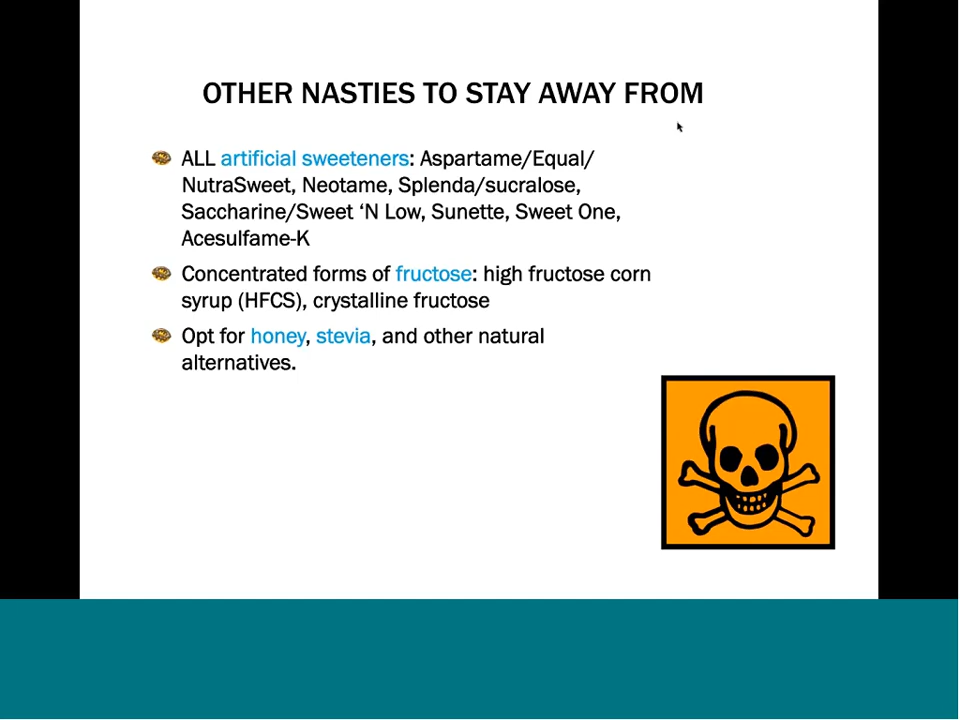 OTHER NASTIES TO STAY AWAY FROM
ALL artificial sweeteners: Aspartame/Equal/
NutraSweet, Neotame, Splenda/sucralose,
Saccharine/Sweet ‘N Low, Sunette, Sweet One,
Acesulfame-K
Concentrated forms of fructose: high fructose corn
syrup (HFCS), crystalline fructose
Opt for honey, stevia, and other natural
alternatives.